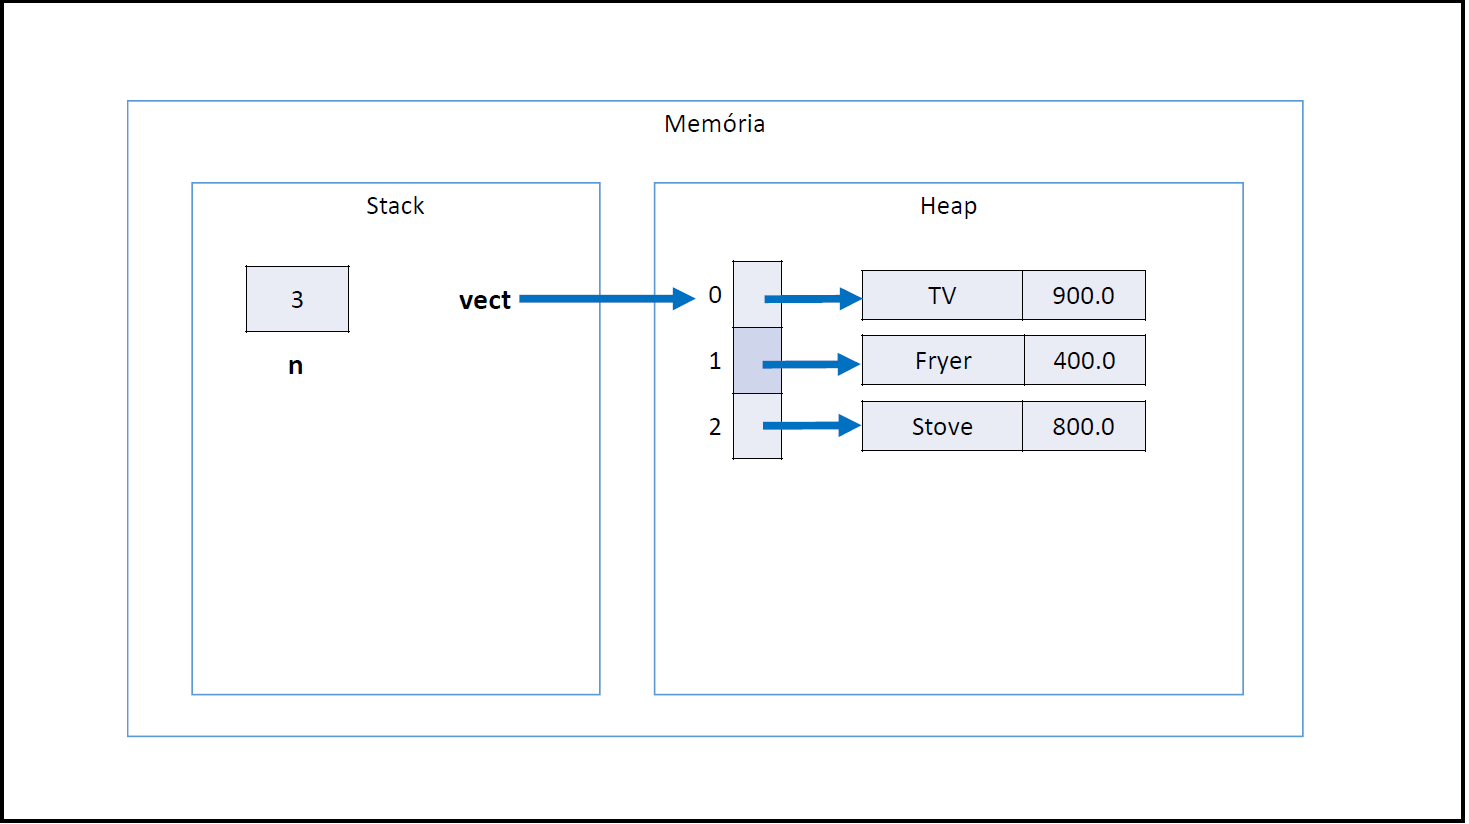 Memória
Stack
Heap
3
n
vect
0
TV 900.0
1
Fryer 400.0
2
Stove 800.0